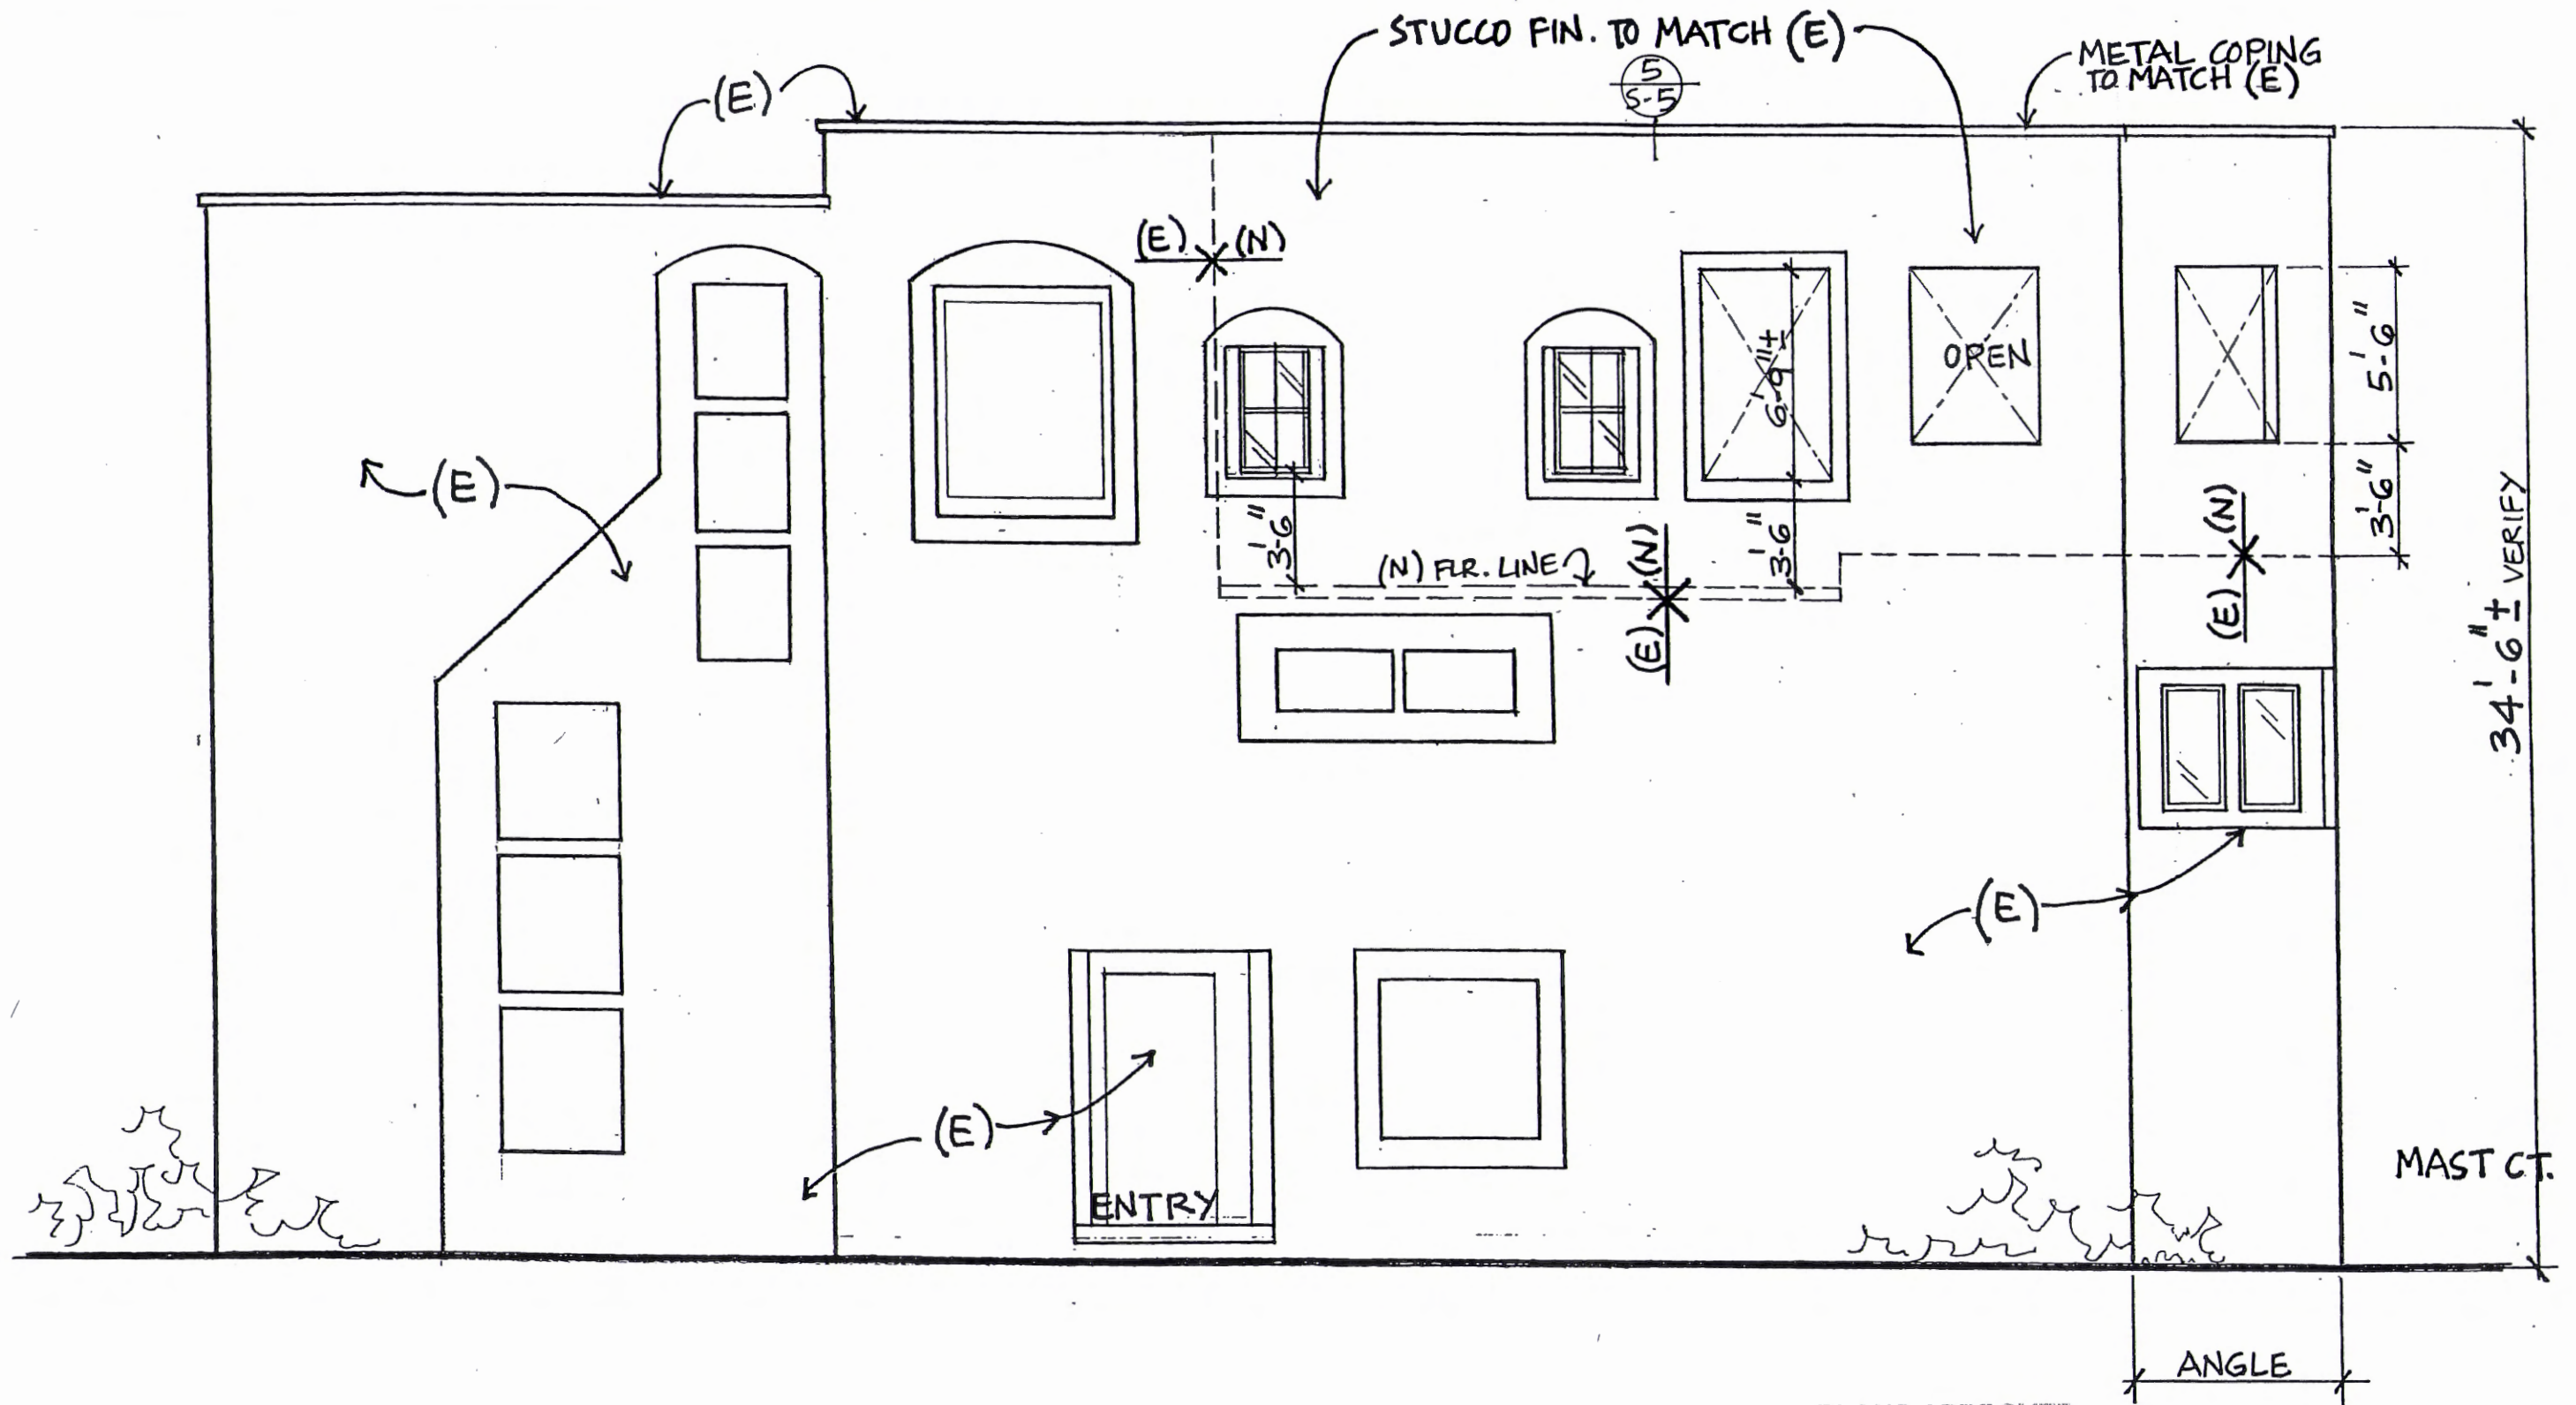 STUCCO FIN. TO MATCH (E)
5
S-5
METAL COPING
TO MATCH (E)
(E)
(E) (N)
OPEN
6'-9"±
5'-6"
3'-6"
(E)
3'-6"
(N) FLR. LINE
(E) (N)
3'-6"
(E) (N)
34'-6"± VERIFY
(E)
(E)
ENTRY
MAST CT.
ANGLE